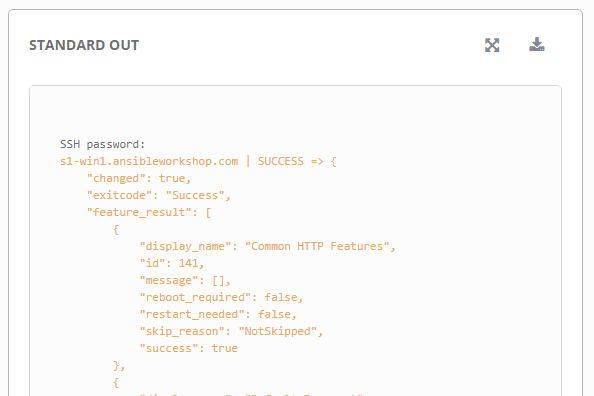 STANDARD OUT
SSH password:
s1-win1.ansibleworkshop.com | SUCCESS => {
"changed": true,
"exitcode": "Success",
"feature_result": [
{
"display_name": "Common HTTP Features",
"id": 141,
"message": [],
"reboot_required": false,
"restart_needed": false,
"skip_reason": "NotSkipped",
"success": true
},
{